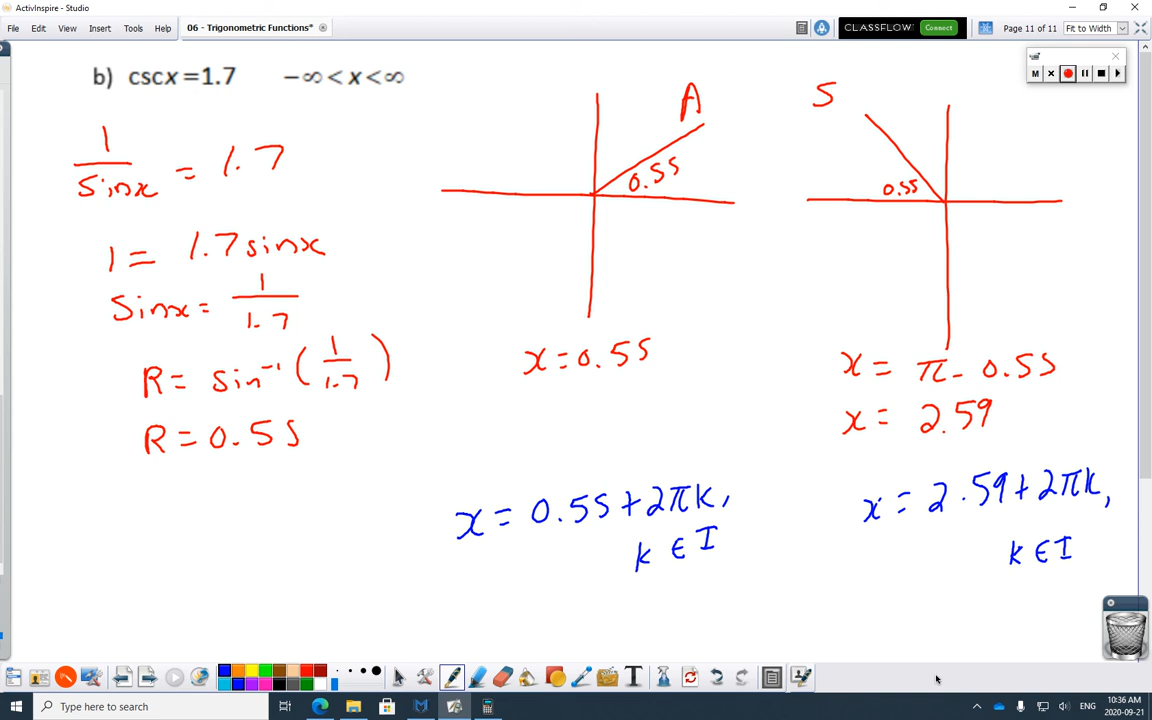 ActivInspire - Studio
File Edit View Insert Tools Help
06 - Trigonometric Functions*
CLASSFLOW Connect
Page 11 of 11
Fit to Width
M
b) cscx=1.7 −∞<x<∞
1/sinx = 1.7
1 = 1.7sinx
sinx = 1/1.7
R = sin⁻¹(1/1.7)
R = 0.55
A
0.55
x = 0.55
x = 0.55 + 2πk,
k ∈ I
S
0.55
x = π - 0.55
x = 2.59
x = 2.59 + 2πk,
k ∈ I
T
Type here to search
ENG
10:36 AM
2020-09-21